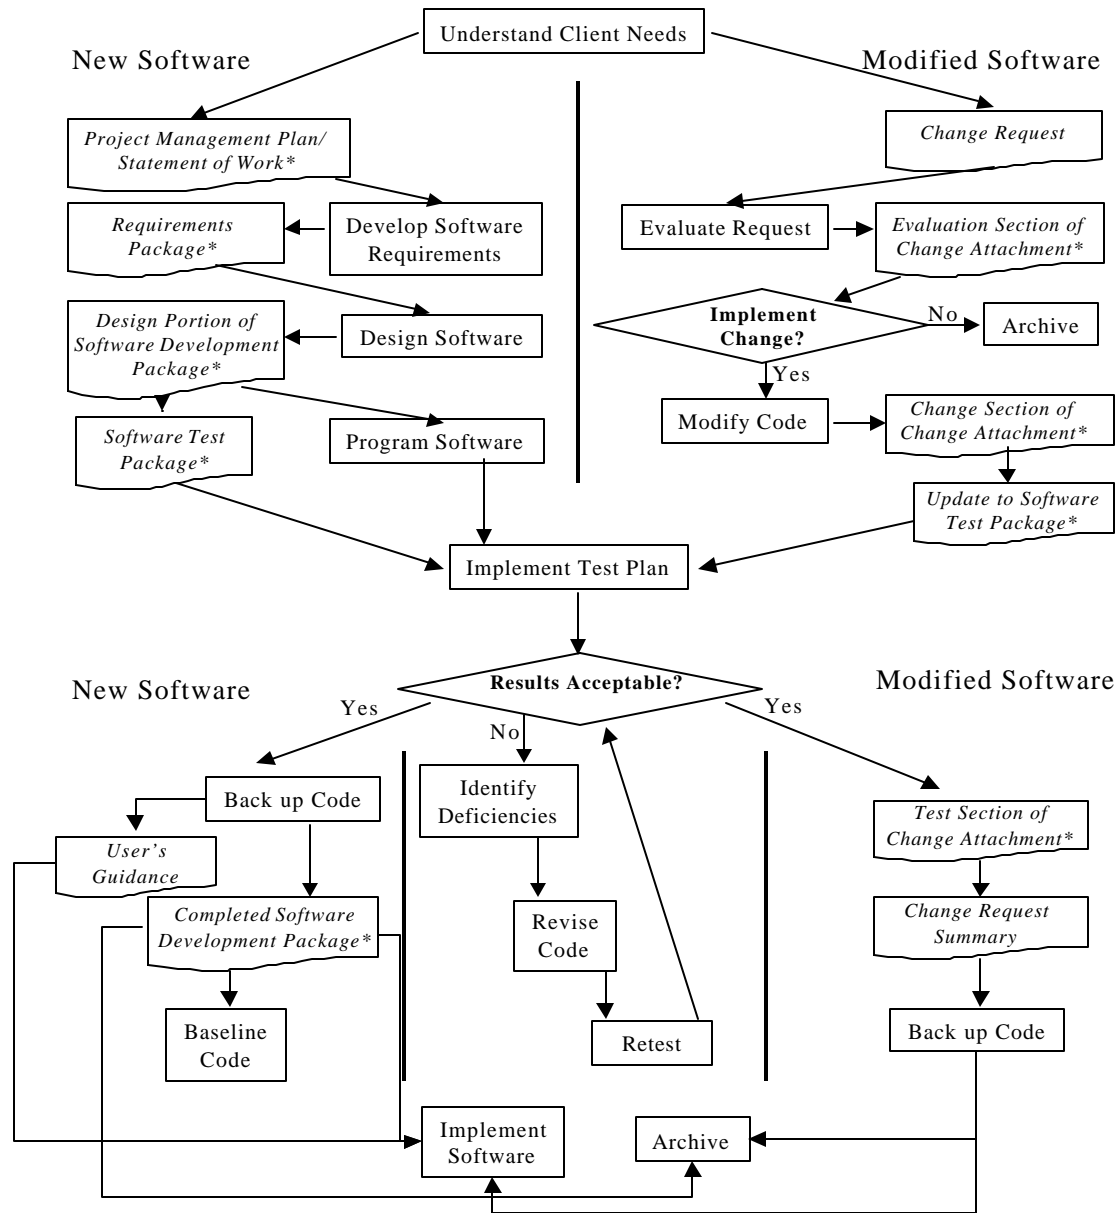 Understand Client Needs
New Software
Modified Software
Project Management Plan/
Statement of Work*
Change Request
Requirements
Package*
Develop Software
Requirements
Evaluate Request
Evaluation Section of
Change Attachment*
Design Portion of
Software Development
Package*
Design Software
Implement
Change?
No
Archive
Yes
Software Test
Package*
Program Software
Modify Code
Change Section of
Change Attachment*
Update to Software
Test Package*
Implement Test Plan
New Software
Results Acceptable?
Modified Software
Yes
No
Yes
Back up Code
Identify
Deficiencies
Test Section of
Change Attachment*
User's
Guidance
Completed Software
Development Package*
Revise
Code
Change Request
Summary
Baseline
Code
Retest
Back up Code
Implement
Software
Archive